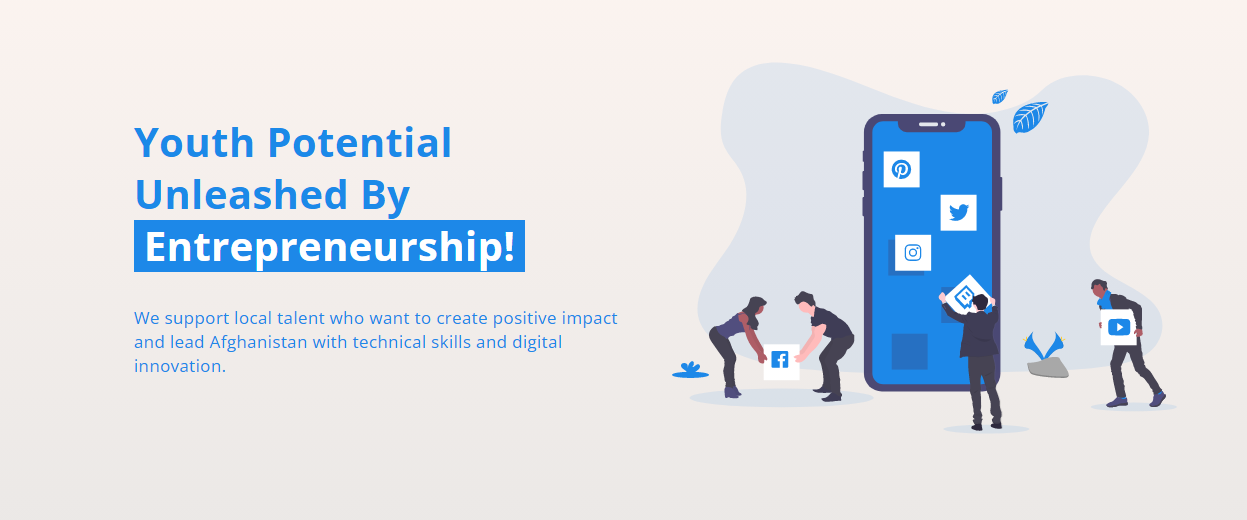 Youth Potential
Unleashed By
Entrepreneurship!
We support local talent who want to create positive impact
and lead Afghanistan with technical skills and digital
innovation.